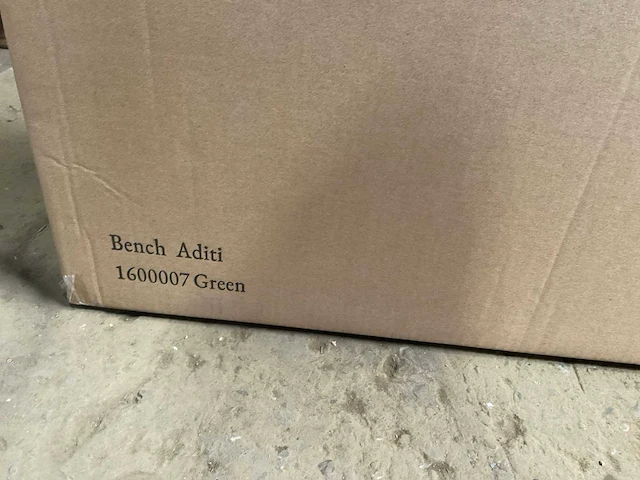 Bench Aditi
1600007 Green